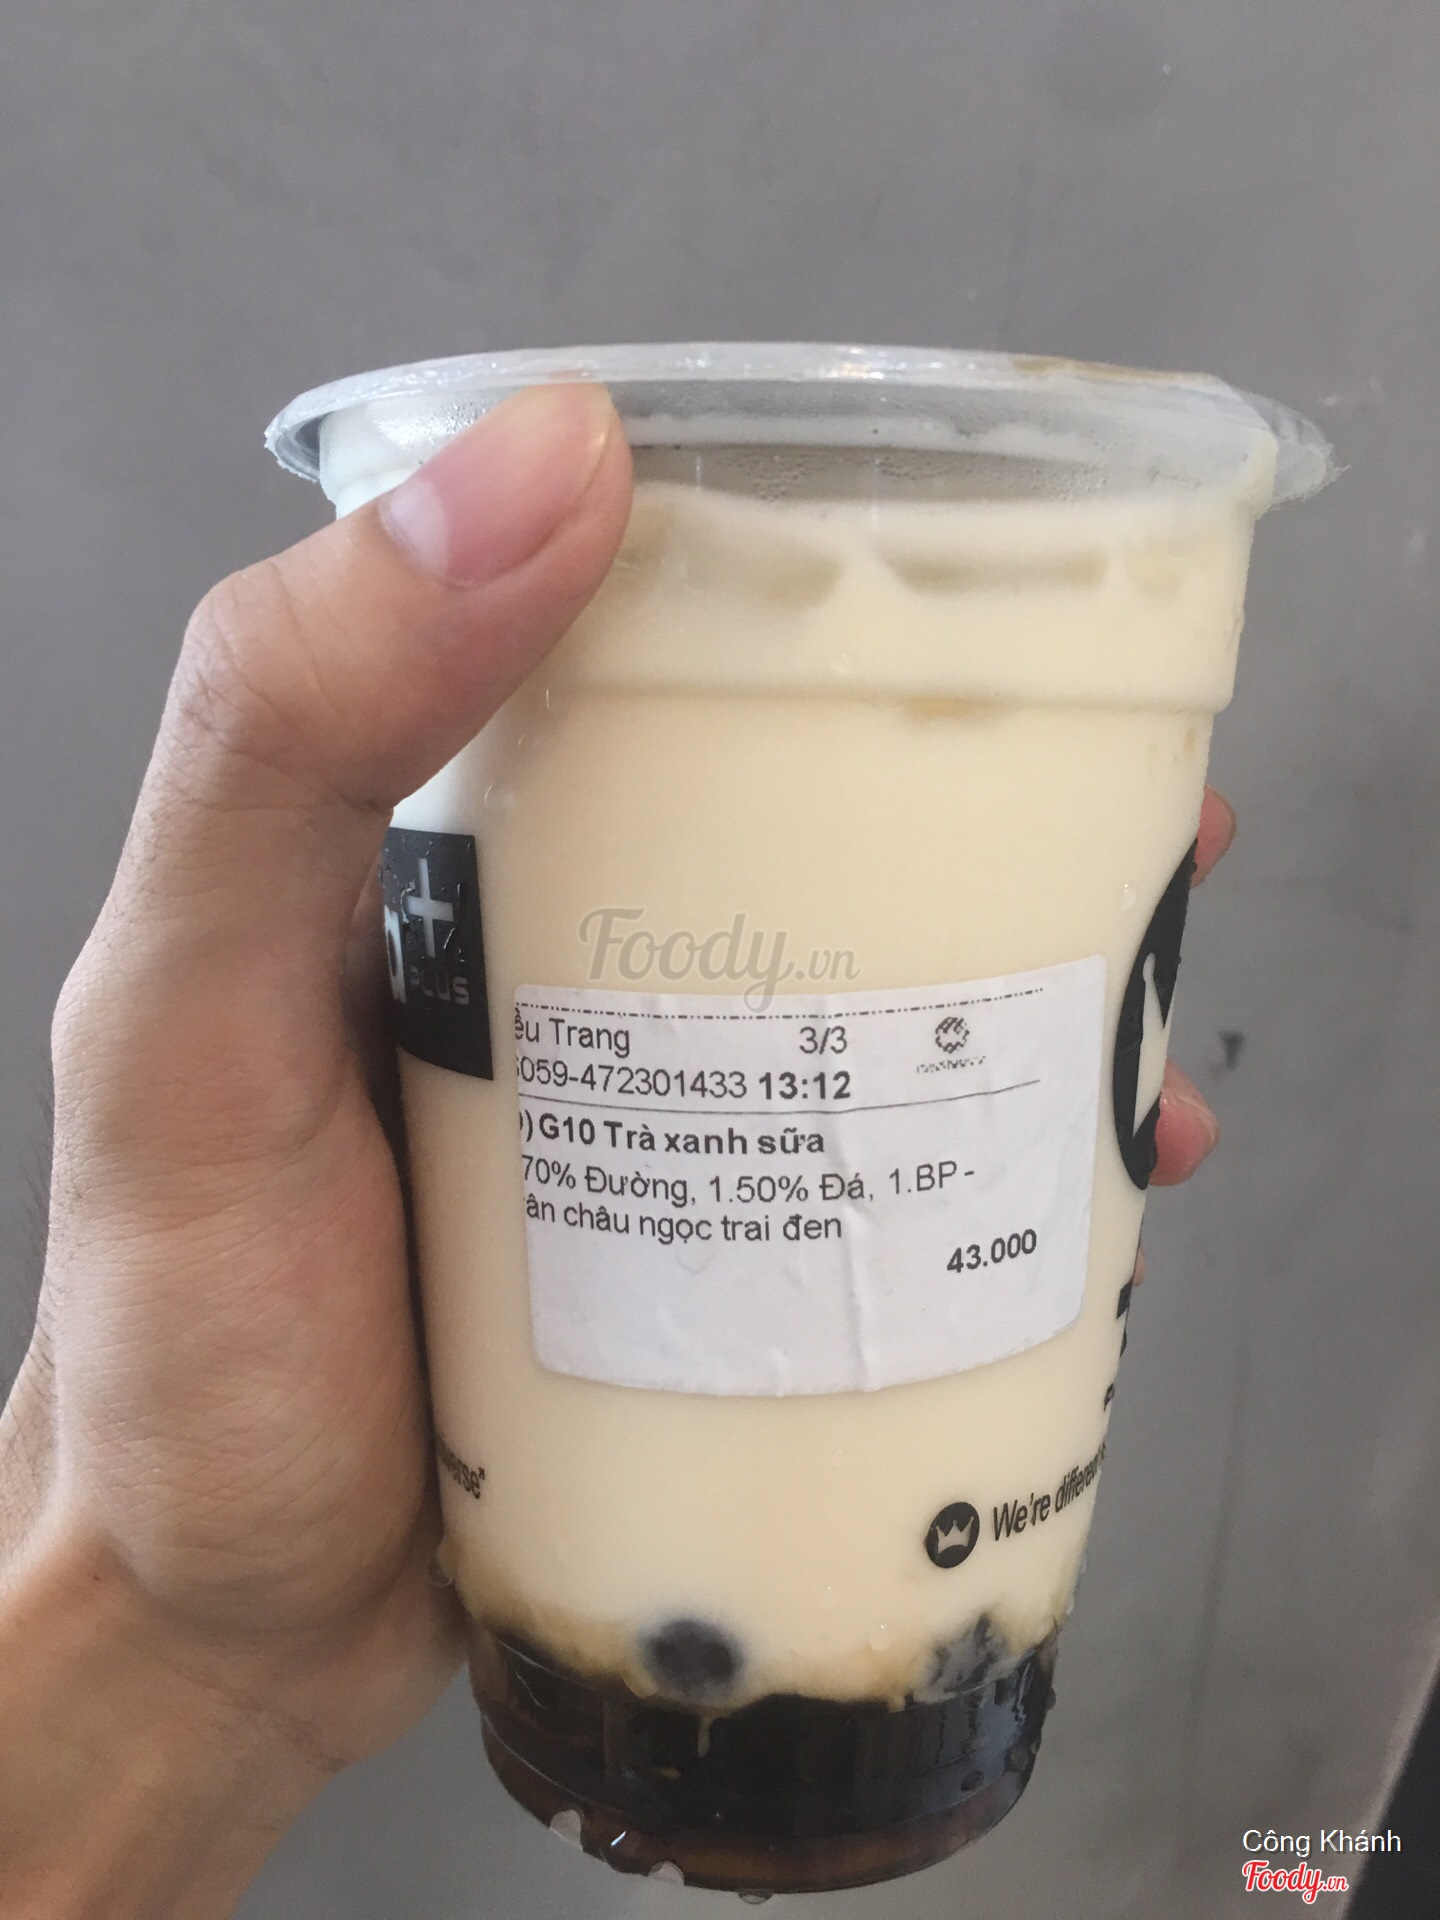 PLUS
Foody.vn
ều Trang 3/3
059-472301433 13:12
) G10 Trà xanh sữa
70% Đường, 1.50% Đá, 1.BP -
ân châu ngọc trai đen
43.000
We're different
Công Khánh
Foody.vn